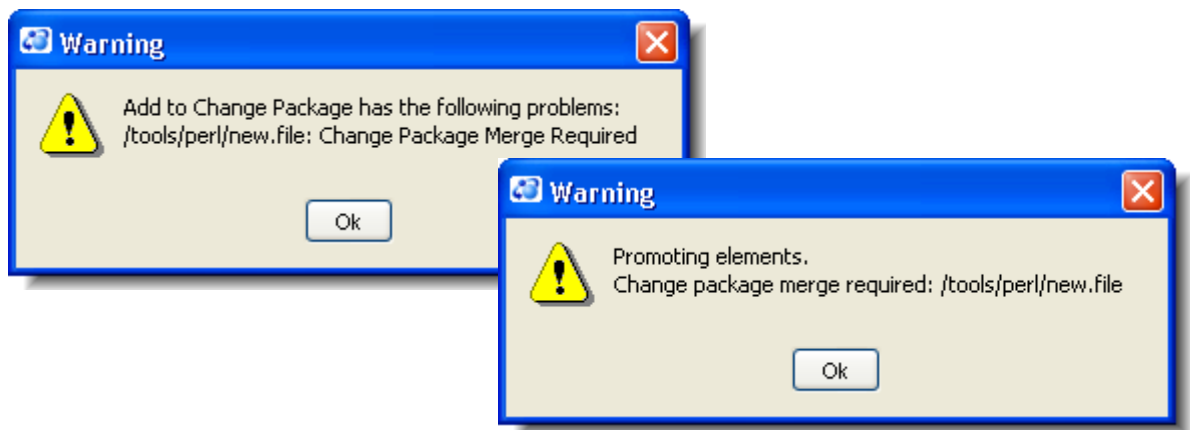 Warning
Add to Change Package has the following problems:
/tools/perl/new.file: Change Package Merge Required
Ok
Warning
Promoting elements.
Change package merge required: /tools/perl/new.file
Ok